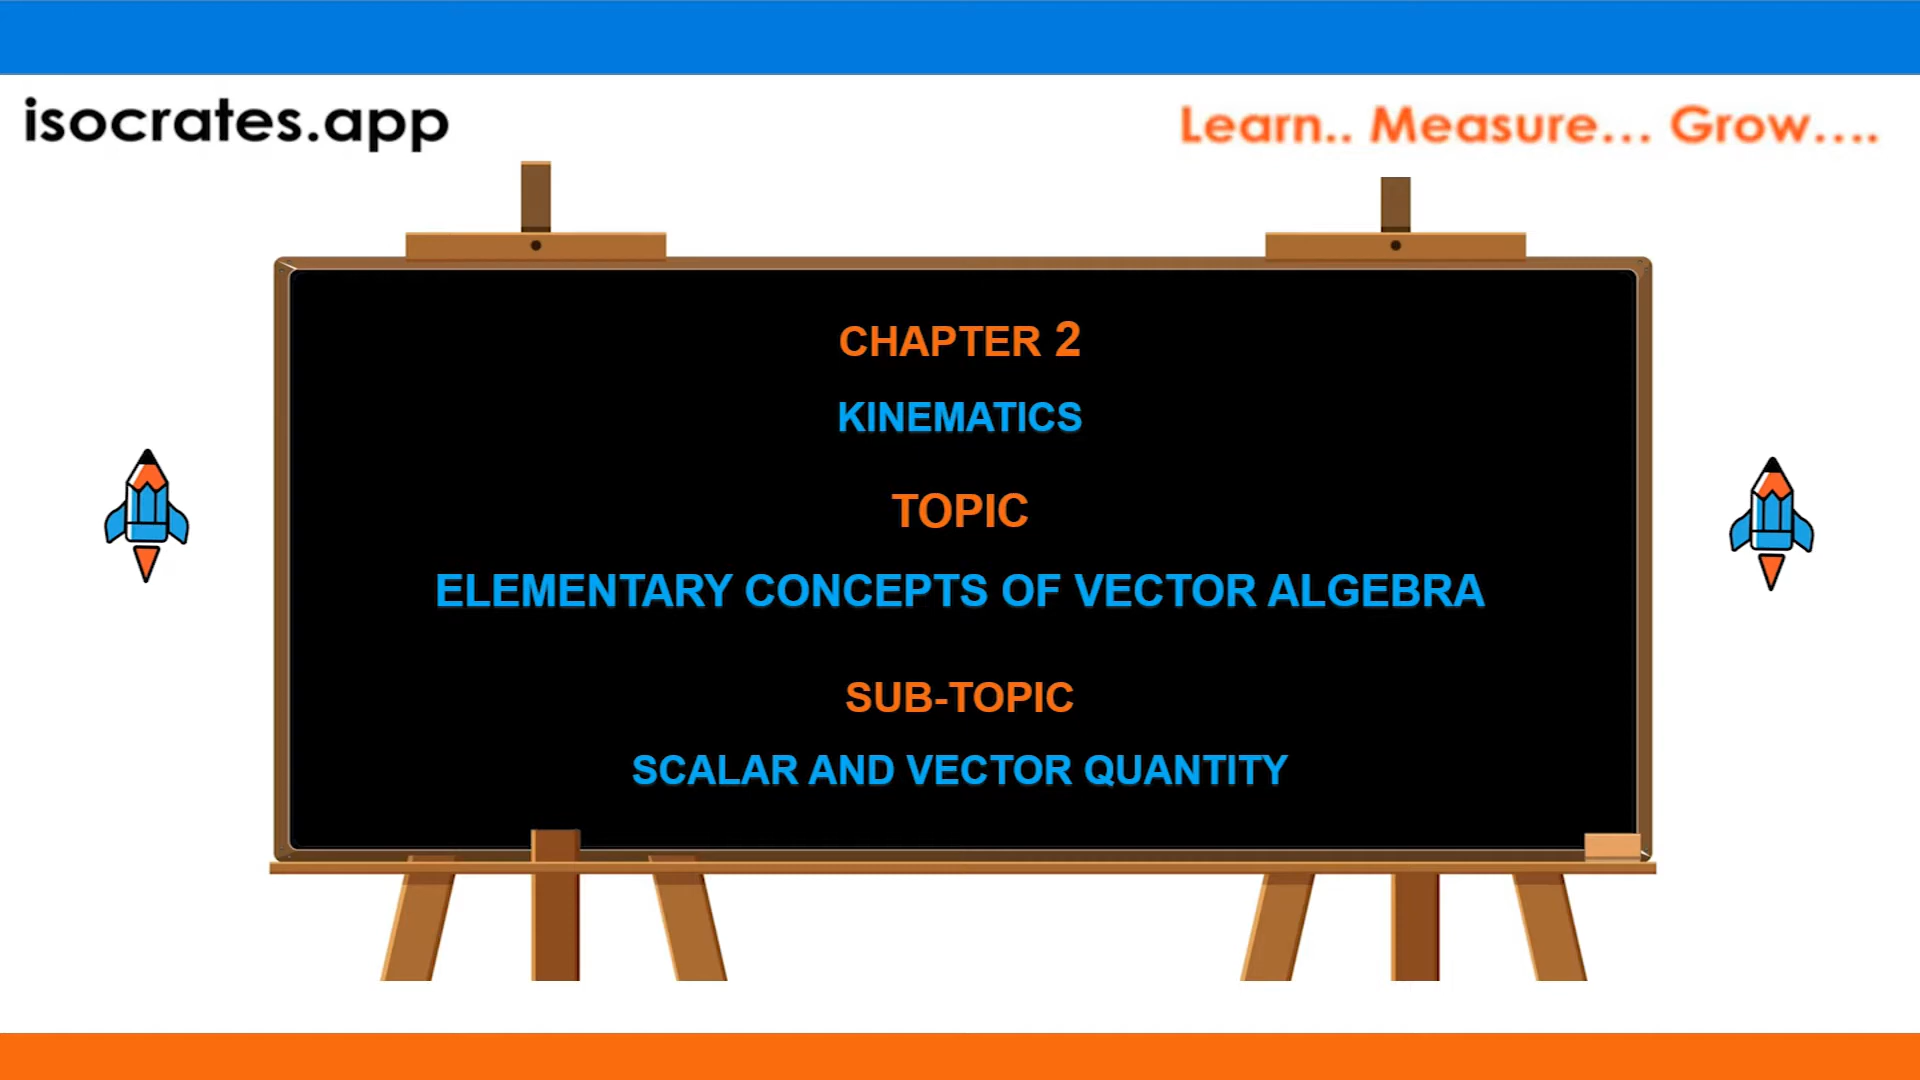 isocrates.app
Learn.. Measure... Grow....
CHAPTER 2
KINEMATICS
TOPIC
ELEMENTARY CONCEPTS OF VECTOR ALGEBRA
SUB-TOPIC
SCALAR AND VECTOR QUANTITY